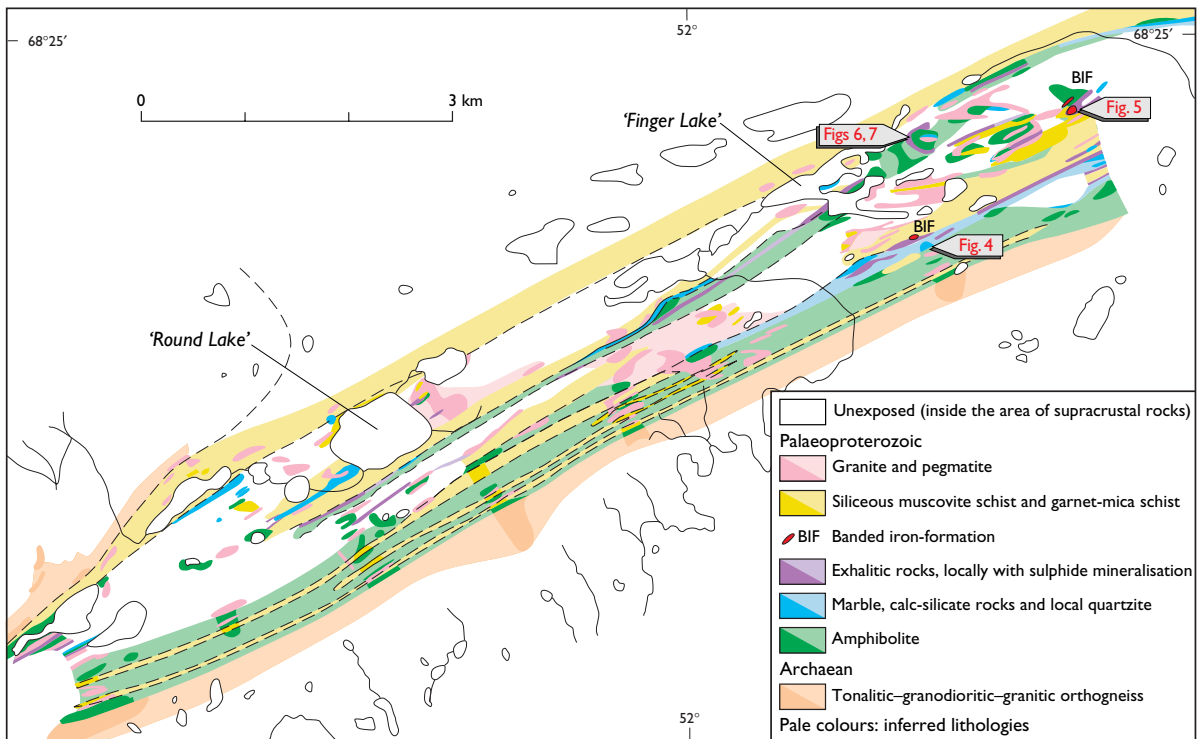 52°
68°25′
68°25′
0
3 km
BIF
Fig. 5
'Finger Lake'
Figs 6, 7
BIF
Fig. 4
'Round Lake'
Unexposed (inside the area of supracrustal rocks)
Palaeoproterozoic
Granite and pegmatite
Siliceous muscovite schist and garnet-mica schist
BIF Banded iron-formation
Exhalitic rocks, locally with sulphide mineralisation
Marble, calc-silicate rocks and local quartzite
Amphibolite
Archaean
Tonalitic–granodioritic–granitic orthogneiss
Pale colours: inferred lithologies
52°